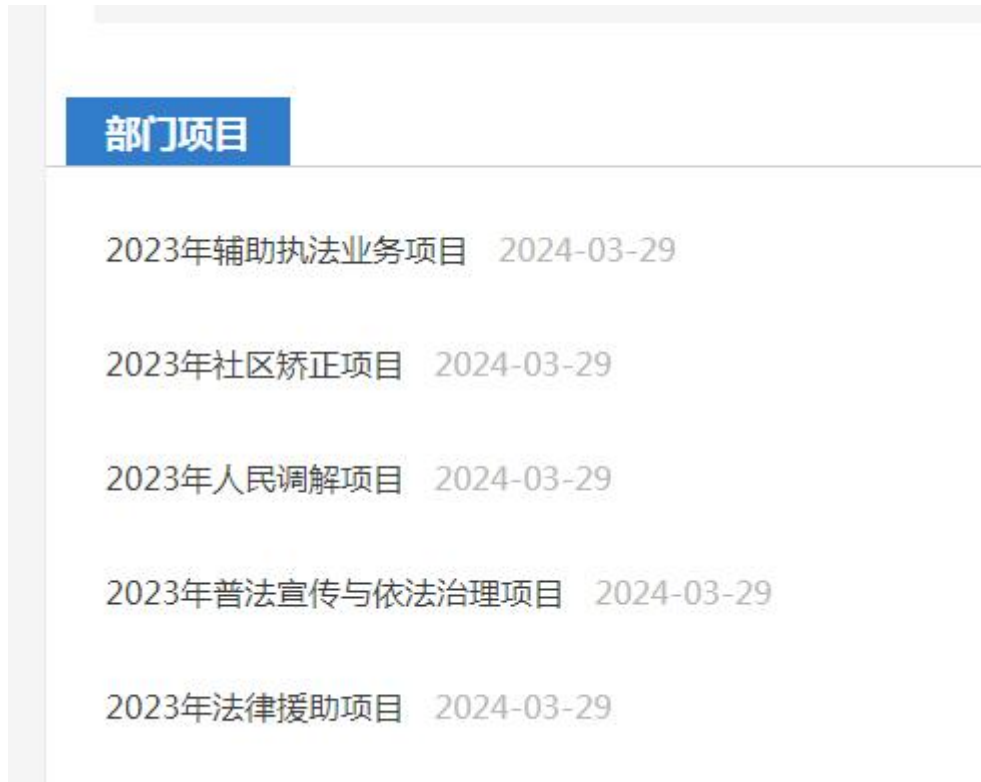 部门项目
2023年辅助执法业务项目 2024-03-29
2023年社区矫正项目 2024-03-29
2023年人民调解项目 2024-03-29
2023年普法宣传与依法治理项目 2024-03-29
2023年法律援助项目 2024-03-29